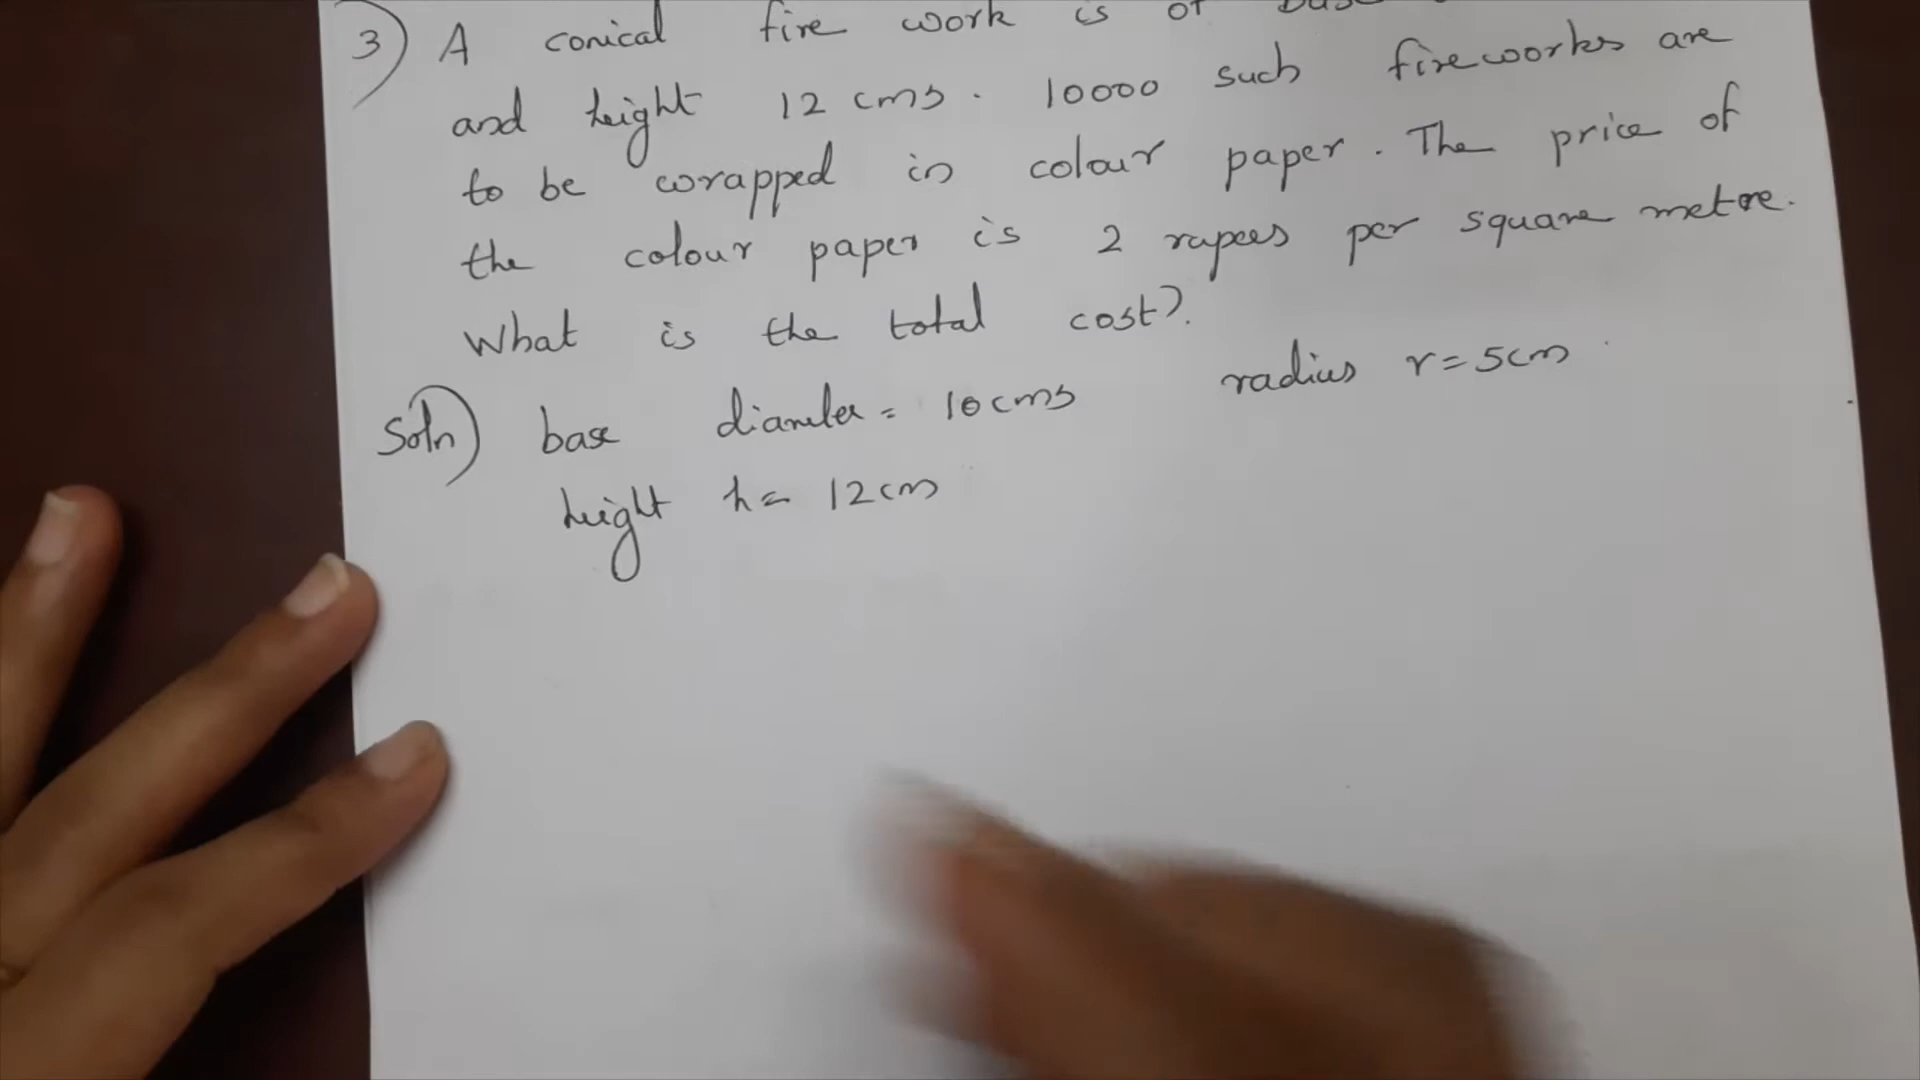 3) A conical fire work is of
and height 12 cms. 10000 such fireworks are
to be wrapped in colour paper. The price of
the colour paper is 2 rupees per square metre.
What is the total cost?
Soln) base diameter = 10cms radius r = 5cm
height h = 12cm